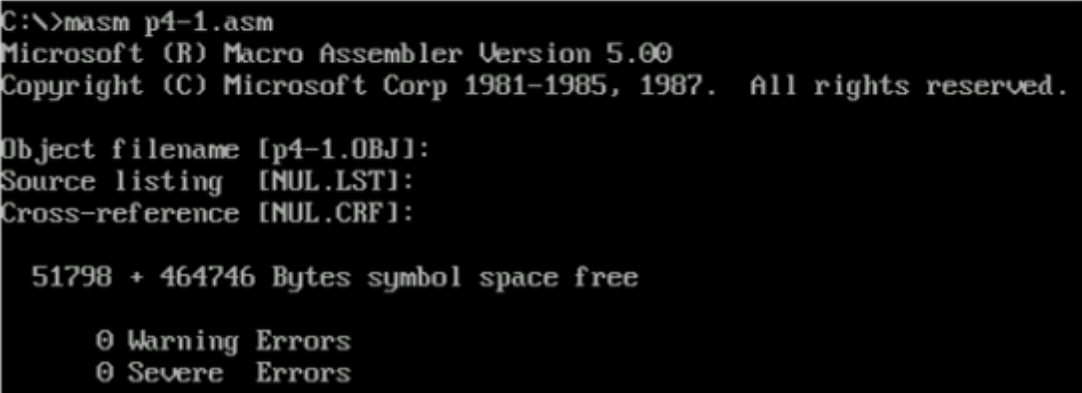 C:\>masm p4-1.asm
Microsoft (R) Macro Assembler Version 5.00
Copyright (C) Microsoft Corp 1981-1985, 1987.  All rights reserved.
Object filename [p4-1.OBJ]:
Source listing  [NUL.LST]:
Cross-reference [NUL.CRF]:
51798 + 464746 Bytes symbol space free
0 Warning Errors
0 Severe  Errors